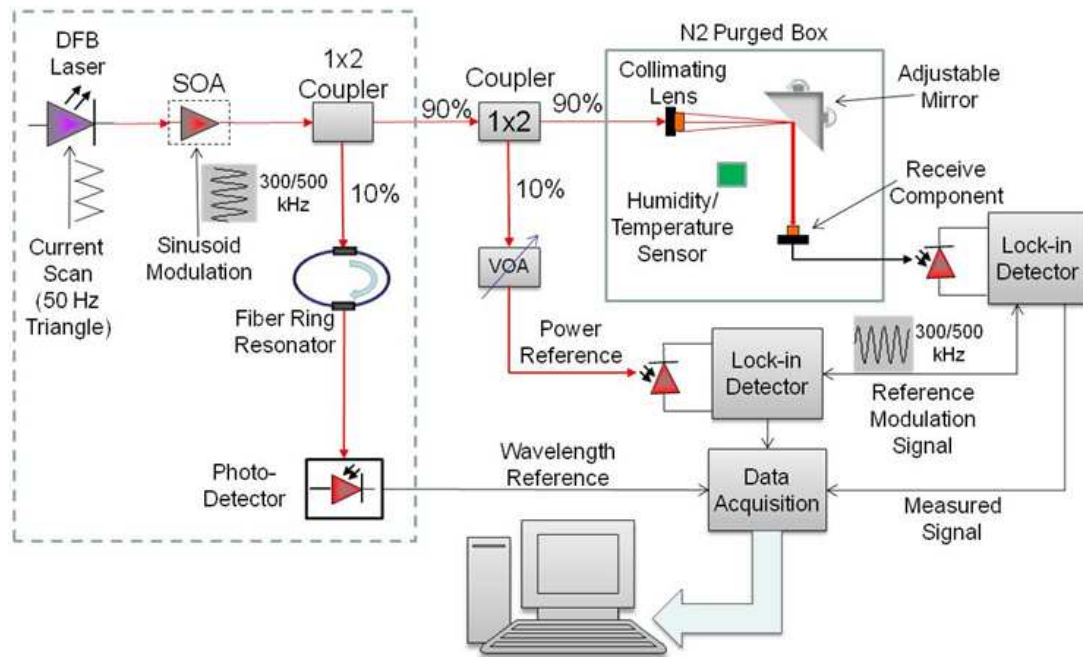 DFB
Laser
SOA
1x2
Coupler
Coupler
1x2
90%
90%
10%
10%
300/500
kHz
Current
Scan
(50 Hz
Triangle)
Sinusoid
Modulation
Fiber Ring
Resonator
Photo-
Detector
VOA
Power
Reference
Wavelength
Reference
N2 Purged Box
Collimating
Lens
Adjustable
Mirror
Humidity/
Temperature
Sensor
Receive
Component
Lock-in
Detector
Lock-in
Detector
300/500
kHz
Reference
Modulation
Signal
Data
Acquisition
Measured
Signal